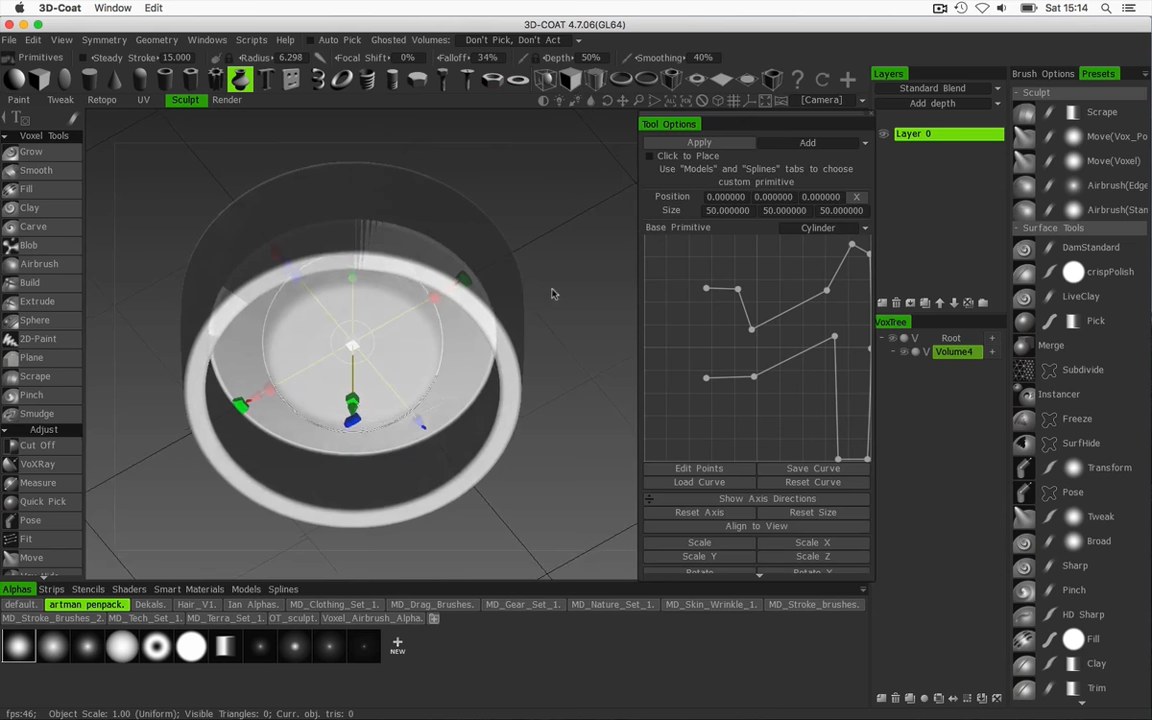 3D-Coat Window Edit Sat 15:14
3D-COAT 4.7.06(GL64)
File Edit View Symmetry Geometry Windows Scripts Help Auto Pick Ghosted Volumes: Don't Pick, Don't Act
Primitives Steady Stroke: 15.000 Radius: 6.298 Focal Shift: 0% Falloff: 34% Depth: 50% Smoothing: 40%
Paint Tweak Retopo UV Sculpt Render [Camera]
Voxel Tools
Grow
Smooth
Fill
Clay
Carve
Blob
Airbrush
Build
Extrude
Sphere
2D-Paint
Plane
Scrape
Pinch
Smudge
Adjust
Cut Off
VoXRay
Measure
Quick Pick
Pose
Fit
Move
Tool Options
Apply Add
Click to Place
Use "Models" and "Splines" tabs to choose
custom primitive
Position 0.000000 0.000000 0.000000 X
Size 50.000000 50.000000 50.000000
Base Primitive Cylinder
Edit Points Save Curve
Load Curve Reset Curve
Show Axis Directions
Reset Axis Reset Size
Align to View
Scale Scale X
Scale Y Scale Z
Layers
Standard Blend
Add depth
Layer 0
VoxTree
V Root +
V Volume4 +
Brush Options Presets
Sculpt
Scrape
Move(Vox_Po
Move(Voxel)
Airbrush(Edge
Airbrush(Stan
Surface Tools
DamStandard
crispPolish
LiveClay
Pick
Merge
Subdivide
Instancer
Freeze
SurfHide
Transform
Pose
Tweak
Broad
Sharp
Pinch
HD Sharp
Fill
Clay
Trim
Alphas Strips Stencils Shaders Smart Materials Models Splines
default. artman penpack. Dekals. Hair_V1. Ian Alphas. MD_Clothing_Set_1. MD_Drag_Brushes. MD_Gear_Set_1. MD_Nature_Set_1. MD_Skin_Wrinkle_1. MD_Stroke_brushes.
MD_Stroke_Brushes_2. MD_Tech_Set_1. MD_Terra_Set_1. OT_sculpt. Voxel_Airbrush_Alpha.
NEW
fps:46; Object Scale: 1.00 (Uniform); Visible Triangles: 0; Curr. obj. tris: 0